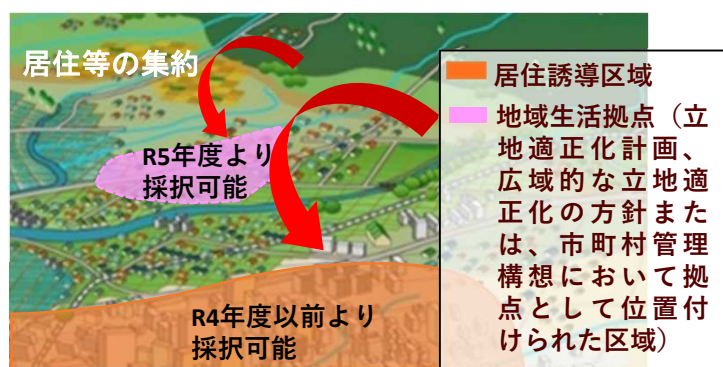 居住等の集約
R5年度より
採択可能
R4年度以前より
採択可能
居住誘導区域
地域生活拠点（立
地適正化計画、
広域的な立地適
正化の方針また
は、市町村管理
構想において拠
点として位置付
けられた区域）